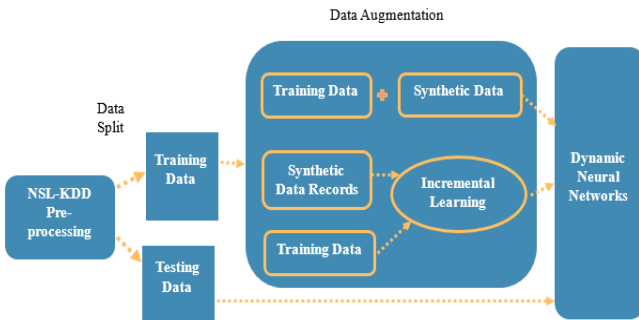 Data Augmentation
Data
Split
NSL-KDD
Pre-
processing
Training
Data
Testing
Data
Training Data + Synthetic Data
Synthetic
Data Records
Incremental
Learning
Training Data
Dynamic
Neural
Networks